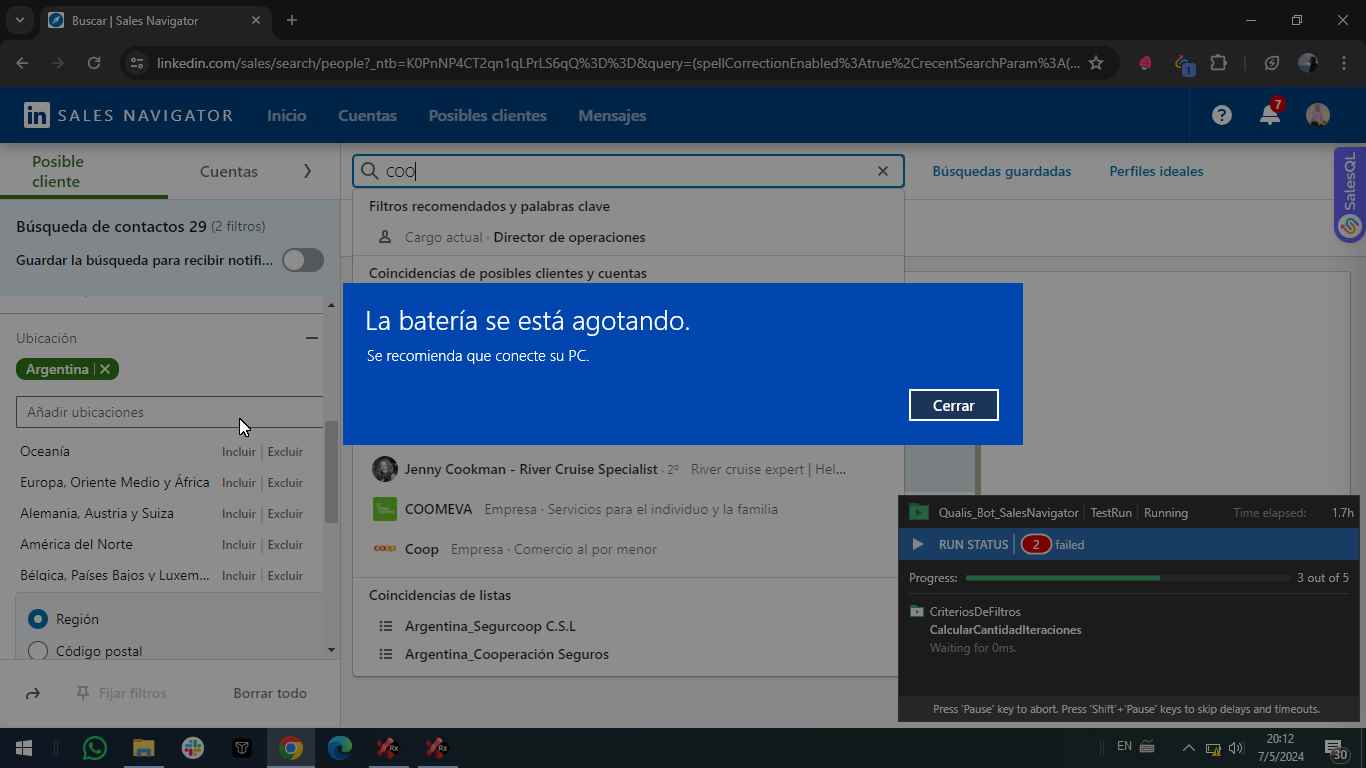 Buscar | Sales Navigator
linkedin.com/sales/search/people?_ntb=K0PnNP4CT2qn1qLPrLS6qQ%3D%3D&query=(spellCorrectionEnabled%3Atrue%2CrecentSearchParam%3A(...
1
in SALES NAVIGATOR
Inicio
Cuentas
Posibles clientes
Mensajes
7
Posible cliente
Cuentas
COO
Búsquedas guardadas
Perfiles ideales
SalesQL
Búsqueda de contactos 29 (2 filtros)
Guardar la búsqueda para recibir notifi...
Filtros recomendados y palabras clave
Cargo actual · Director de operaciones
Coincidencias de posibles clientes y cuentas
La batería se está agotando.
Se recomienda que conecte su PC.
Cerrar
Ubicación
Argentina
Añadir ubicaciones
Oceanía Incluir Excluir
Europa, Oriente Medio y África Incluir Excluir
Alemania, Austria y Suiza Incluir Excluir
América del Norte Incluir Excluir
Bélgica, Países Bajos y Luxem... Incluir Excluir
Región
Código postal
Fijar filtros
Borrar todo
Jenny Cookman - River Cruise Specialist · 2º River cruise expert | Hel...
COOMEVA Empresa · Servicios para el individuo y la familia
coop Coop Empresa · Comercio al por menor
Coincidencias de listas
Argentina_Segurcoop C.S.L
Argentina_Cooperación Seguros
Qualis_Bot_SalesNavigator TestRun Running Time elapsed: 1.7h
RUN STATUS 2 failed
Progress: 3 out of 5
CriteriosDeFiltros
CalcularCantidadIteraciones
Waiting for 0ms.
Press 'Pause' key to abort. Press 'Shift'+'Pause' keys to skip delays and timeouts.
Rx
Rx
EN
20:12
7/5/2024
30